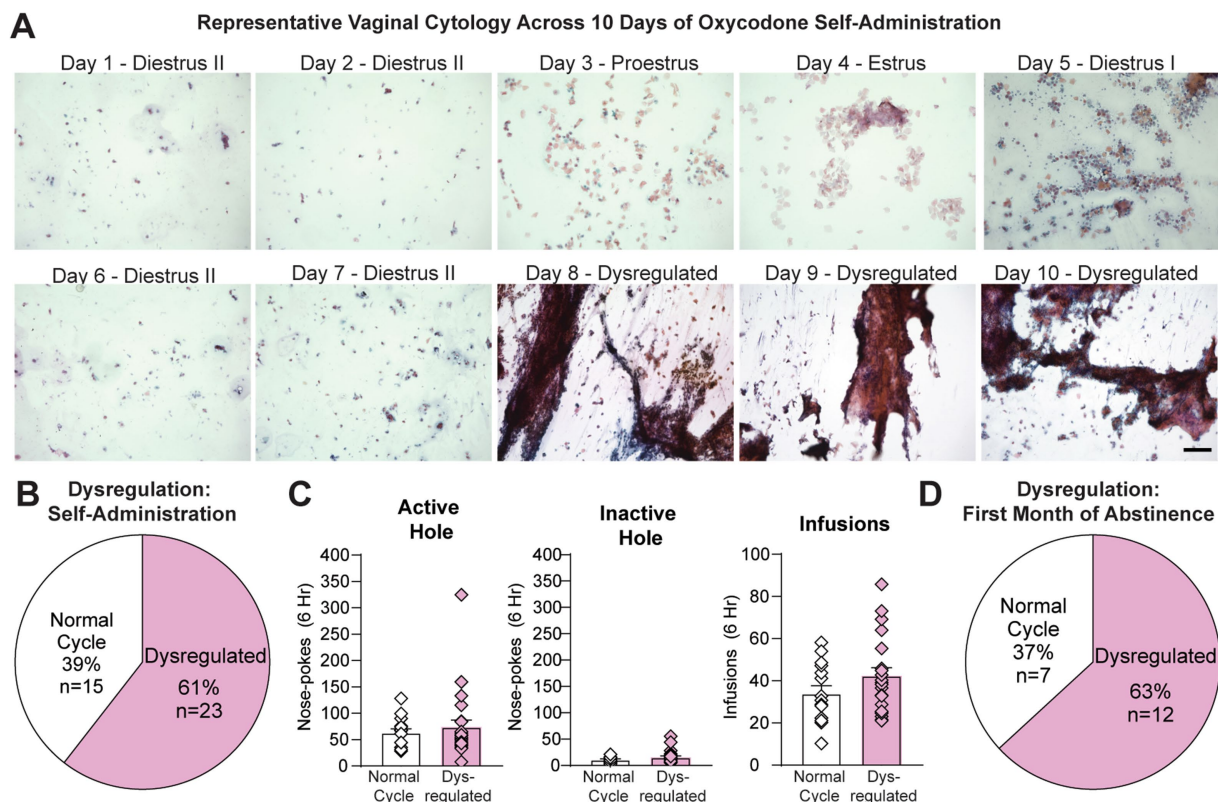 A
Representative Vaginal Cytology Across 10 Days of Oxycodone Self-Administration
Day 1 - Diestrus II
Day 2 - Diestrus II
Day 3 - Proestrus
Day 4 - Estrus
Day 5 - Diestrus I
Day 6 - Diestrus II
Day 7 - Diestrus II
Day 8 - Dysregulated
Day 9 - Dysregulated
Day 10 - Dysregulated
B
Dysregulation:
Self-Administration
Normal
Cycle
39%
n=15
Dysregulated
61%
n=23
C
Active
Hole
Nose-pokes (6 Hr)
400
350
300
250
200
150
100
50
0
Normal
Cycle
Dys-
regulated
Inactive
Hole
Nose-pokes (6 Hr)
400
350
300
250
200
150
100
50
0
Normal
Cycle
Dys-
regulated
Infusions
Infusions (6 Hr)
100
80
60
40
20
0
Normal
Cycle
Dys-
regulated
D
Dysregulation:
First Month of Abstinence
Normal
Cycle
37%
n=7
Dysregulated
63%
n=12